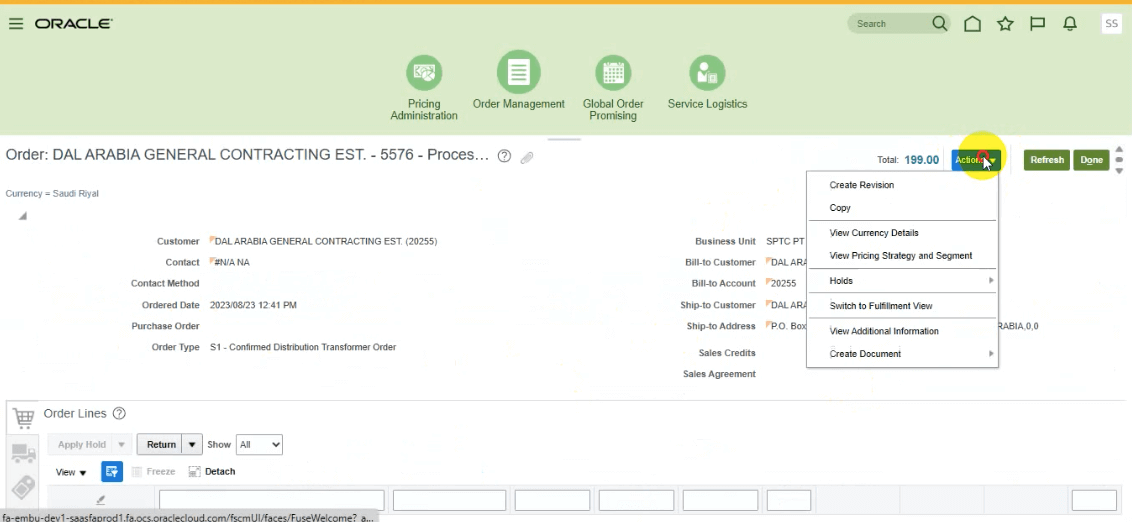 ORACLE
Search
SS
Pricing Administration
Order Management
Global Order Promising
Service Logistics
Order: DAL ARABIA GENERAL CONTRACTING EST. - 5576 - Proces...
Total: 199.00
Actions
Refresh
Done
Currency = Saudi Riyal
Create Revision
Copy
View Currency Details
View Pricing Strategy and Segment
Holds
Switch to Fulfillment View
View Additional Information
Create Document
Customer DAL ARABIA GENERAL CONTRACTING EST. (20255)
Contact #N/A NA
Contact Method
Ordered Date 2023/08/23 12:41 PM
Purchase Order
Order Type S1 - Confirmed Distribution Transformer Order
Business Unit SPTC PT
Bill-to Customer DAL ARA
Bill-to Account 20255
Ship-to Customer DAL ARA
Ship-to Address P.O. Box RABIA,0,0
Sales Credits
Sales Agreement
Order Lines
Apply Hold Return Show All
View Freeze Detach
fa-embu-dev1-saasfaprod1.fa.ocs.oraclecloud.com/fscmUI/faces/FuseWelcome?_a...